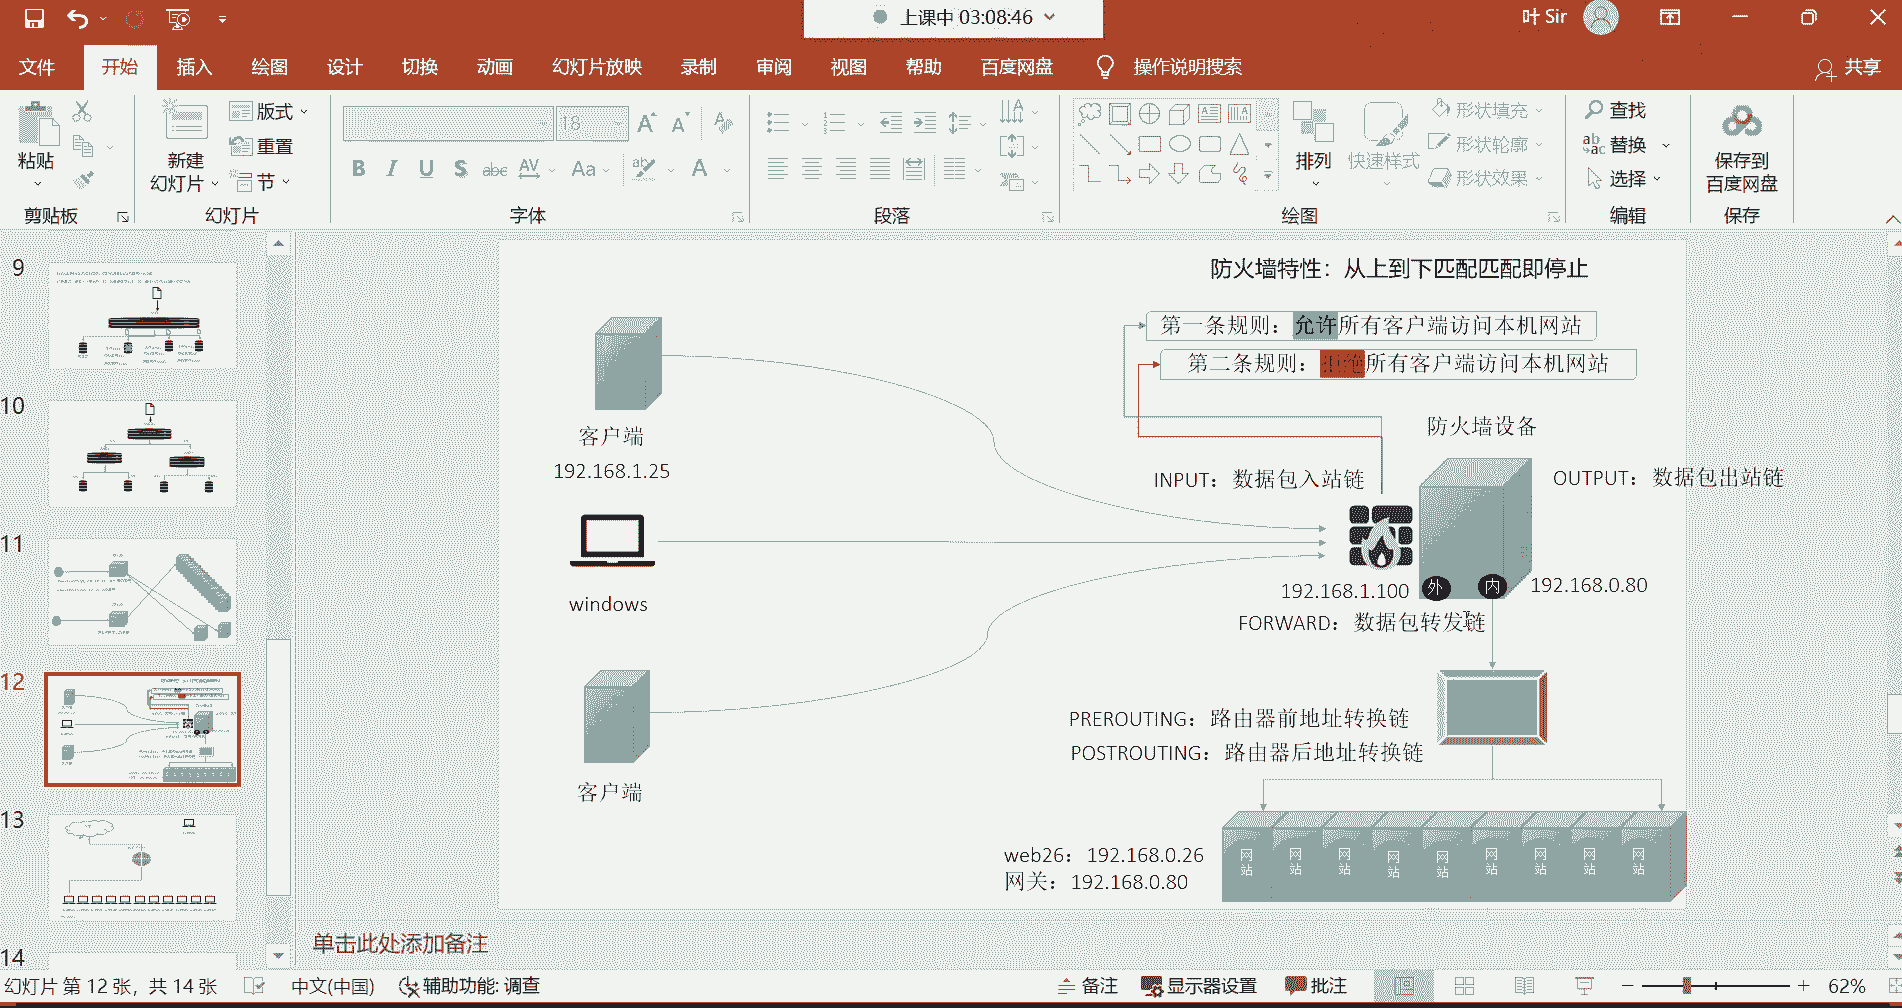 上课中 03:08:46
叶 Sir
文件 开始 插入 绘图 设计 切换 动画 幻灯片放映 录制 审阅 视图 帮助 百度网盘 操作说明搜索 共享
粘贴
剪贴板
新建
幻灯片
版式
重置
节
幻灯片
18
B I U S abc AV Aa A
字体
段落
排列
快速样式
形状填充
形状轮廓
形状效果
绘图
查找
替换
选择
编辑
保存到
百度网盘
保存
9
10
11
12
13
14
防火墙特性：从上到下匹配匹配即停止
第一条规则：允许所有客户端访问本机网站
第二条规则：拒绝所有客户端访问本机网站
防火墙设备
客户端
192.168.1.25
INPUT：数据包入站链
OUTPUT：数据包出站链
windows
192.168.1.100
外
内
192.168.0.80
FORWARD：数据包转发链
客户端
PREROUTING：路由器前地址转换链
POSTROUTING：路由器后地址转换链
web26：192.168.0.26
网关：192.168.0.80
网站 网站 网站 网站 网站 网站 网站 网站 网站
单击此处添加备注
幻灯片 第 12 张，共 14 张 中文(中国) 辅助功能: 调查 备注 显示器设置 批注 62%